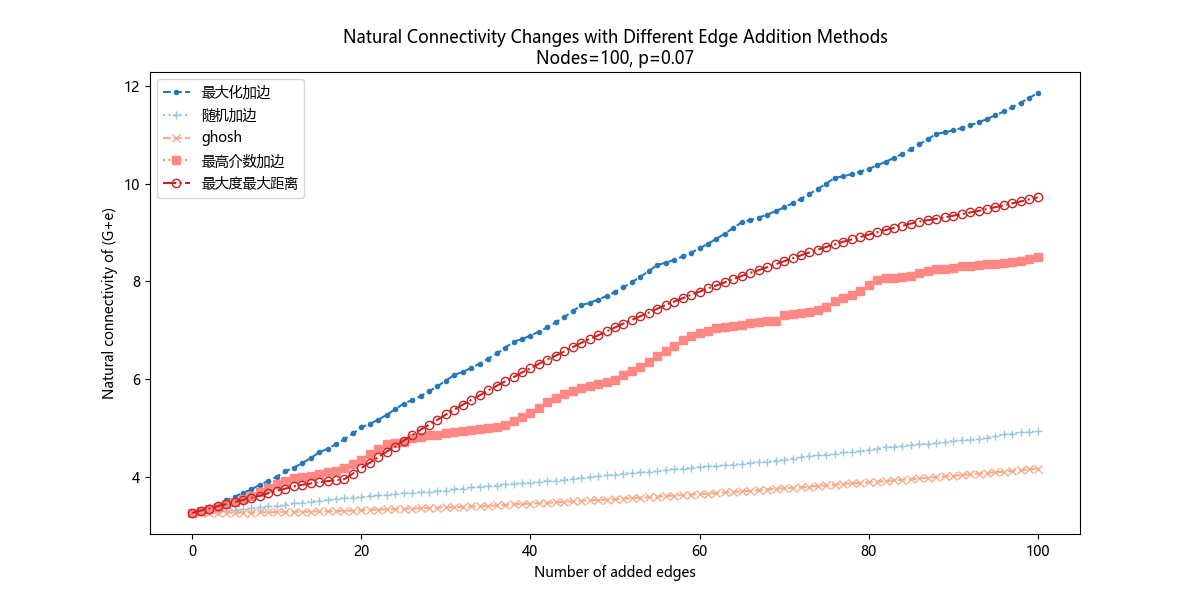 Natural Connectivity Changes with Different Edge Addition Methods
Nodes=100, p=0.07
最大化加边
随机加边
ghosh
最高介数加边
最大度最大距离
Natural connectivity of (G+e)
12
10
8
6
4
0 20 40 60 80 100
Number of added edges